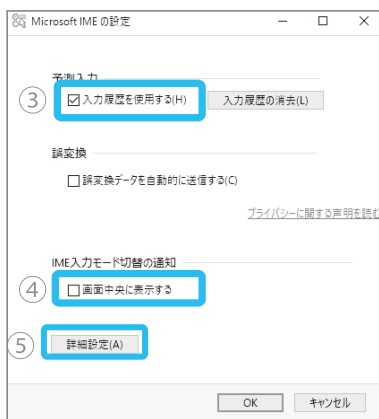 Microsoft IME の設定
予測入力
③ 入力履歴を使用する(H) 入力履歴の消去(L)
誤変換
誤変換データを自動的に送信する(C)
プライバシーに関する声明を読む
IME入力モード切替の通知
④ 画面中央に表示する
⑤ 詳細設定(A)
OK キャンセル